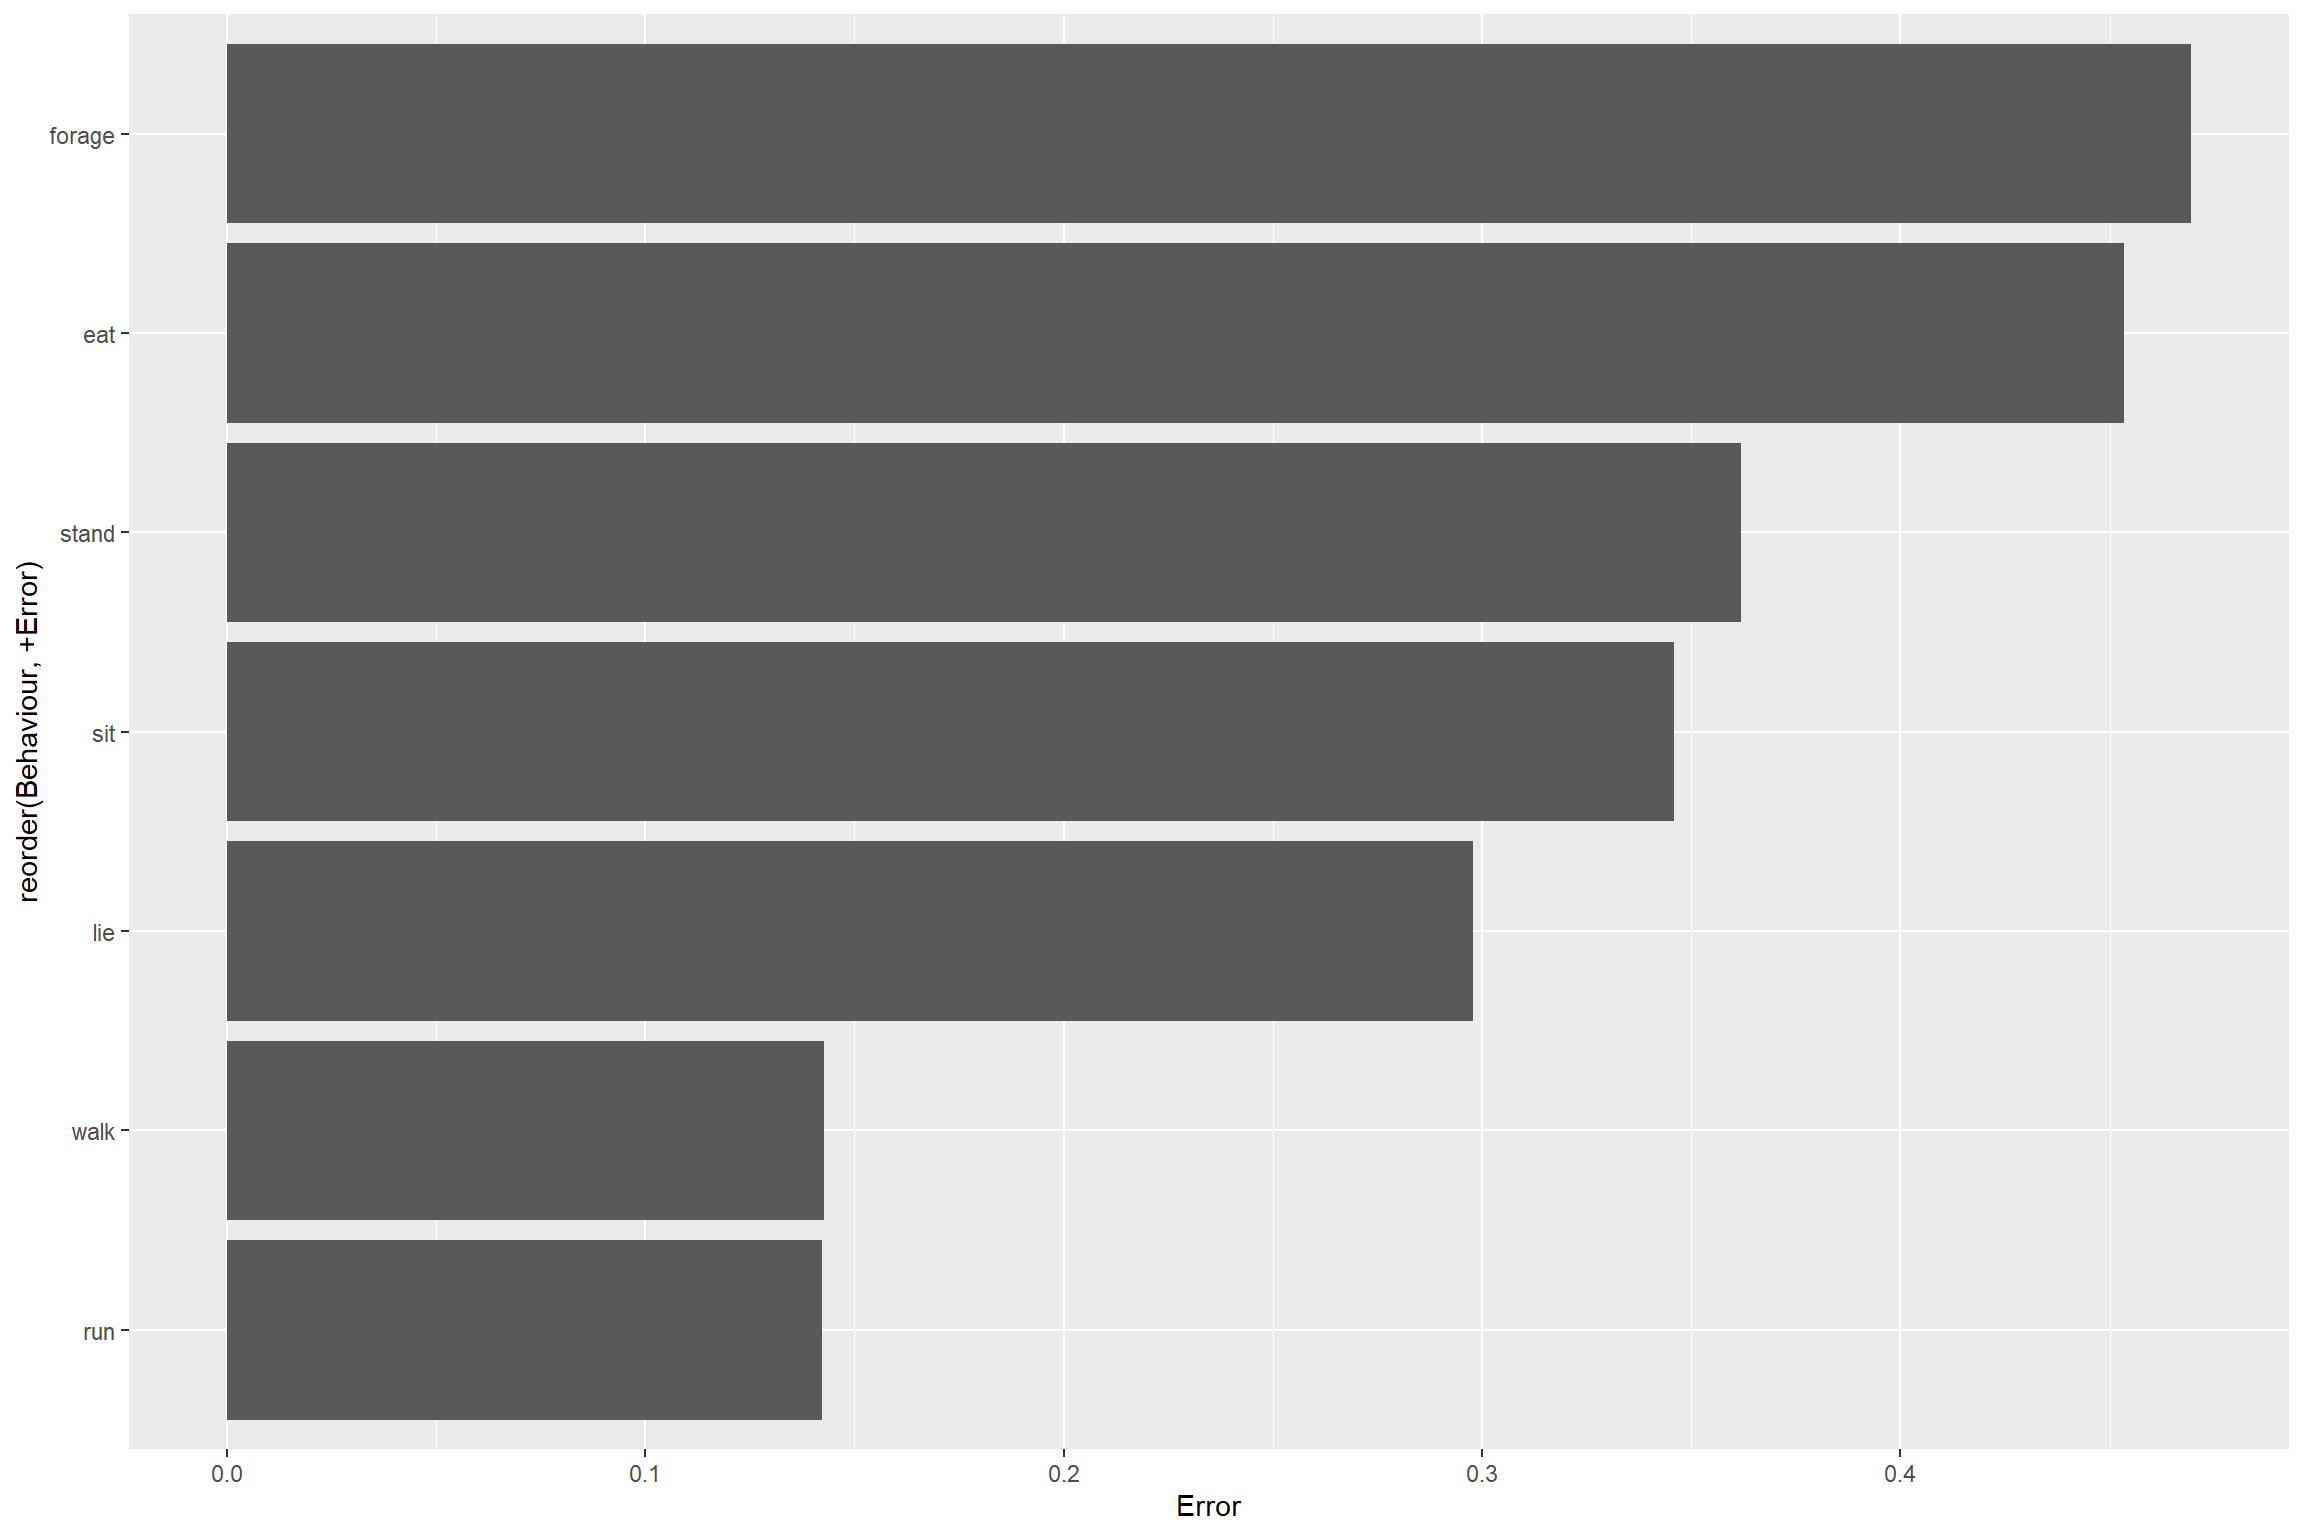 forage
eat
stand
sit
lie
walk
run
reorder(Behaviour, +Error)
0.0 0.1 0.2 0.3 0.4
Error